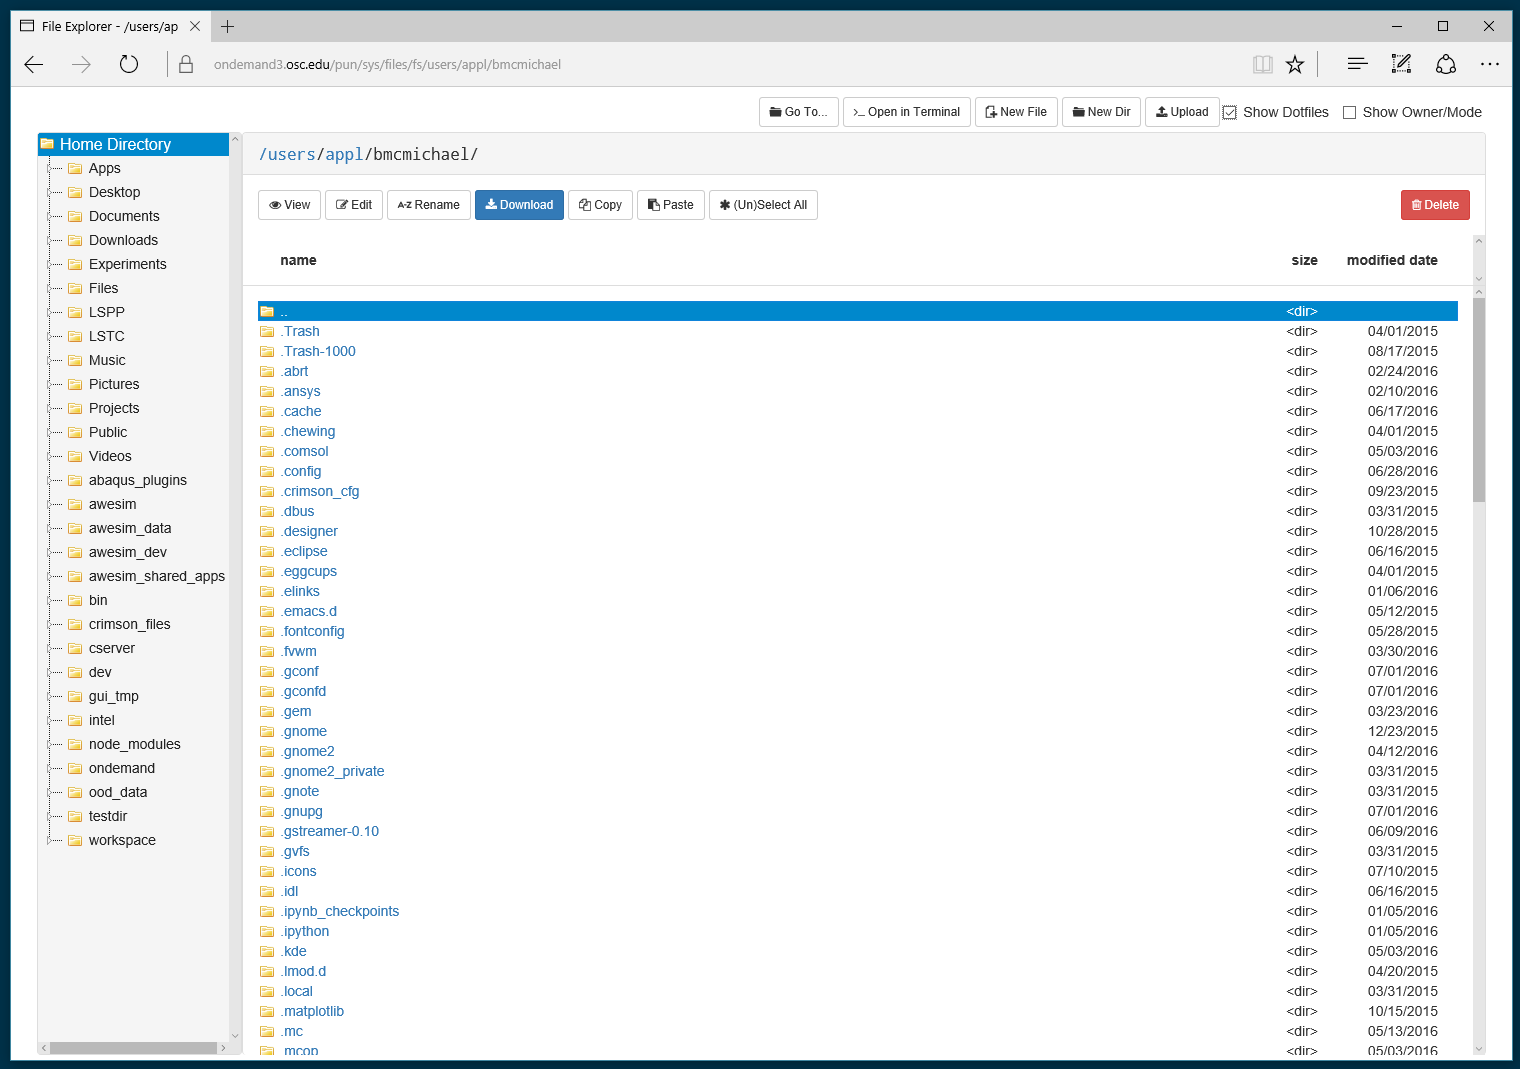 File Explorer - /users/ap
ondemand3.osc.edu/pun/sys/files/fs/users/appl/bmcmichael
Go To... >_ Open in Terminal New File New Dir Upload Show Dotfiles Show Owner/Mode
Home Directory
Apps
Desktop
Documents
Downloads
Experiments
Files
LSPP
LSTC
Music
Pictures
Projects
Public
Videos
abaqus_plugins
awesim
awesim_data
awesim_dev
awesim_shared_apps
bin
crimson_files
cserver
dev
gui_tmp
intel
node_modules
ondemand
ood_data
testdir
workspace
/users/appl/bmcmichael/
View Edit A-Z Rename Download Copy Paste (Un)Select All Delete
name size modified date
.. <dir>
.Trash <dir> 04/01/2015
.Trash-1000 <dir> 08/17/2015
.abrt <dir> 02/24/2016
.ansys <dir> 02/10/2016
.cache <dir> 06/17/2016
.chewing <dir> 04/01/2015
.comsol <dir> 05/03/2016
.config <dir> 06/28/2016
.crimson_cfg <dir> 09/23/2015
.dbus <dir> 03/31/2015
.designer <dir> 10/28/2015
.eclipse <dir> 06/16/2015
.eggcups <dir> 04/01/2015
.elinks <dir> 01/06/2016
.emacs.d <dir> 05/12/2015
.fontconfig <dir> 05/28/2015
.fvwm <dir> 03/30/2016
.gconf <dir> 07/01/2016
.gconfd <dir> 07/01/2016
.gem <dir> 03/23/2016
.gnome <dir> 12/23/2015
.gnome2 <dir> 04/12/2016
.gnome2_private <dir> 03/31/2015
.gnote <dir> 03/31/2015
.gnupg <dir> 07/01/2016
.gstreamer-0.10 <dir> 06/09/2016
.gvfs <dir> 03/31/2015
.icons <dir> 07/10/2015
.idl <dir> 06/16/2015
.ipynb_checkpoints <dir> 01/05/2016
.ipython <dir> 01/05/2016
.kde <dir> 05/03/2016
.lmod.d <dir> 04/20/2015
.local <dir> 03/31/2015
.matplotlib <dir> 10/15/2015
.mc <dir> 05/13/2016
.mcop <dir> 05/03/2016